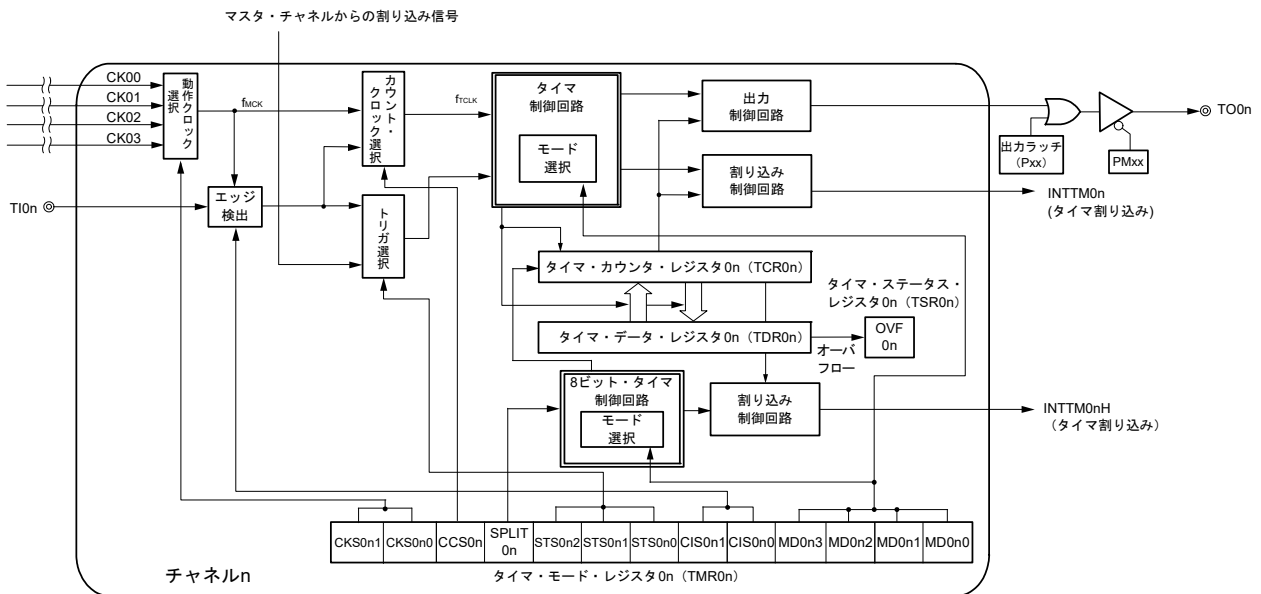 マスタ・チャネルからの割り込み信号
CK00
CK01
CK02
CK03
動作クロック
選択
fMCK
カウント・
クロック選択
fTCLK
タイマ
制御回路
モード
選択
出力
制御回路
出力ラッチ
(Pxx)
PMxx
TO0n
割り込み
制御回路
INTTM0n
(タイマ割り込み)
TI0n
エッジ
検出
トリガ選択
タイマ・カウンタ・レジスタ0n（TCR0n）
タイマ・ステータス・
レジスタ0n（TSR0n）
タイマ・データ・レジスタ0n（TDR0n）
OVF
0n
オーバ
フロー
8ビット・タイマ
制御回路
モード
選択
割り込み
制御回路
INTTM0nH
（タイマ割り込み）
CKS0n1 CKS0n0 CCS0n SPLIT
0n STS0n2 STS0n1 STS0n0 CIS0n1 CIS0n0 MD0n3 MD0n2 MD0n1 MD0n0
チャネルn
タイマ・モード・レジスタ0n（TMR0n）